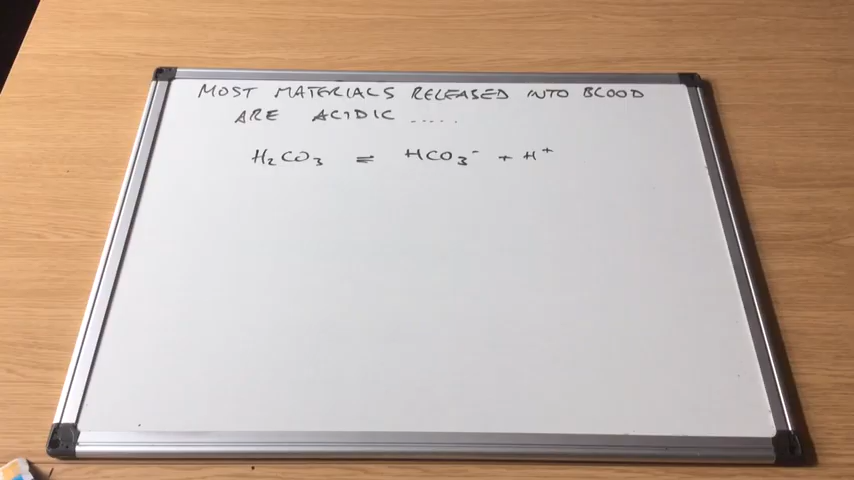 MOST MATERIALS RELEASED INTO BLOOD
ARE ACIDIC .....
H₂CO₃ ⇌ HCO₃⁻ + H⁺